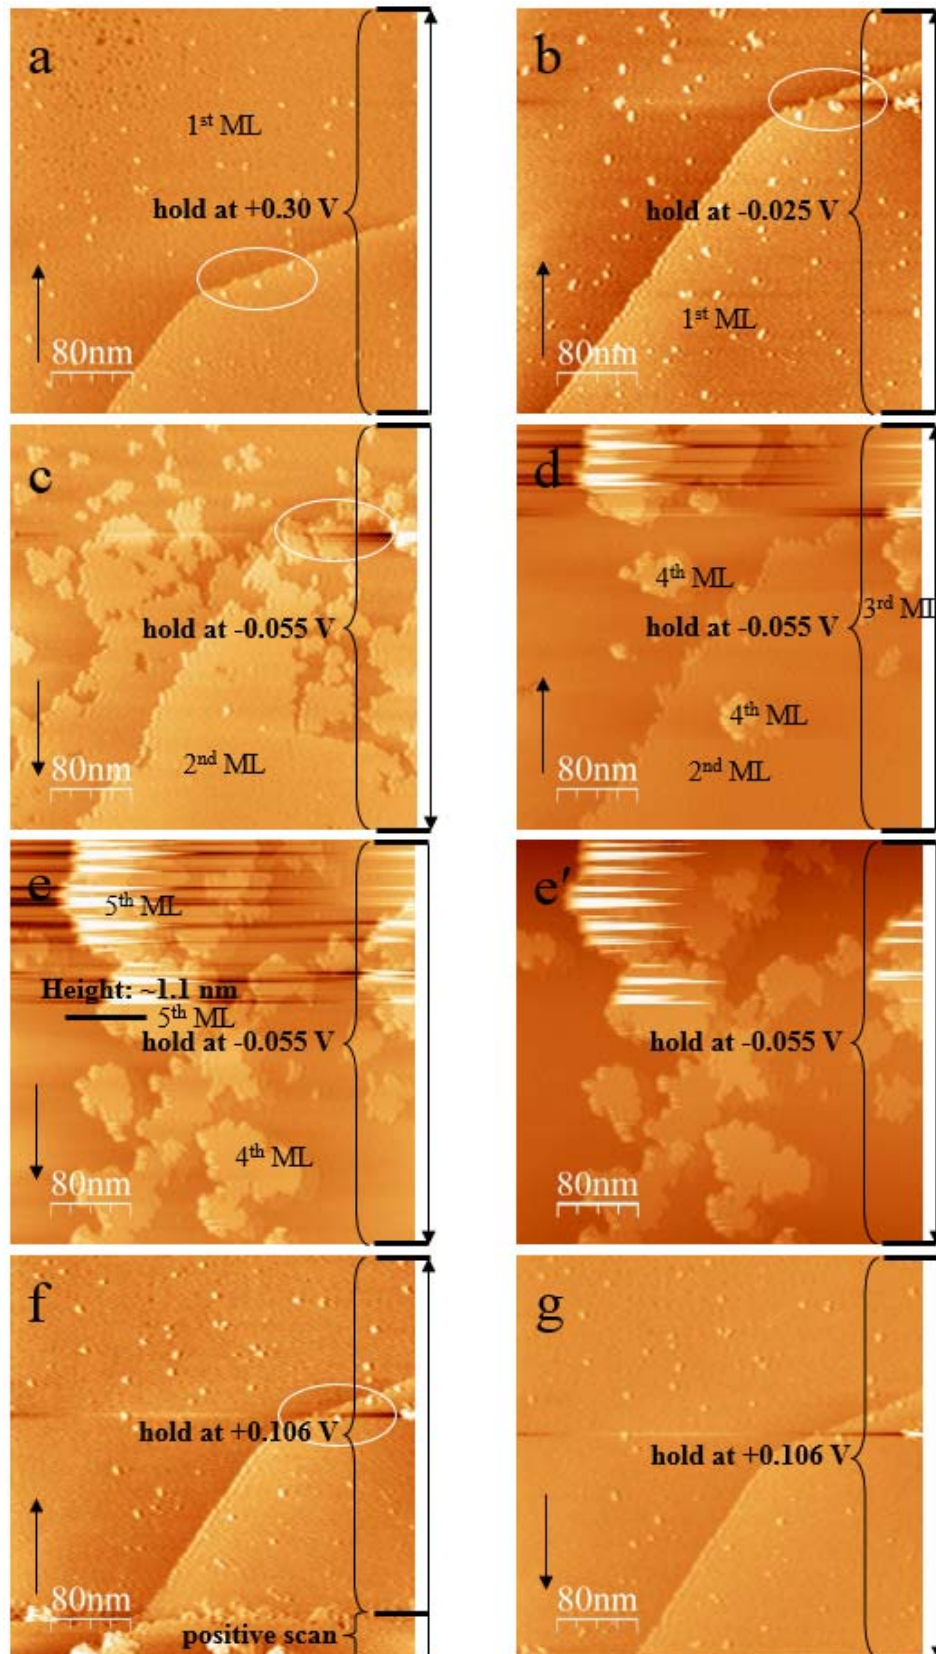 a
1st ML
hold at +0.30 V
80nm
b
hold at -0.025 V
1st ML
80nm
c
hold at -0.055 V
2nd ML
80nm
d
4th ML
3rd ML
hold at -0.055 V
4th ML
2nd ML
80nm
e
5th ML
Height: ~1.1 nm
5th ML
hold at -0.055 V
4th ML
80nm
e'
hold at -0.055 V
80nm
f
hold at +0.106 V
80nm
positive scan
g
hold at +0.106 V
80nm